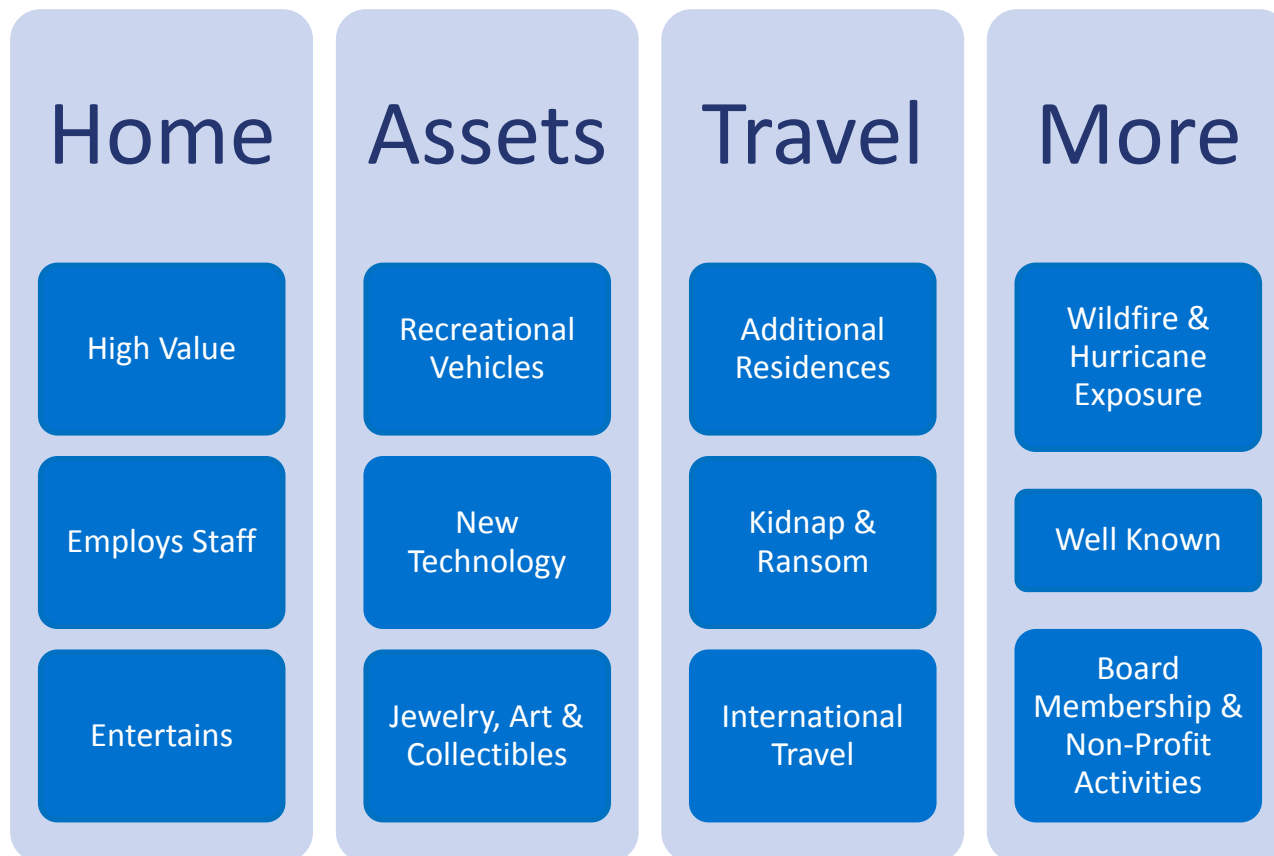 Home
High Value
Employs Staff
Entertains
Assets
Recreational
Vehicles
New
Technology
Jewelry, Art &
Collectibles
Travel
Additional
Residences
Kidnap &
Ransom
International
Travel
More
Wildfire &
Hurricane
Exposure
Well Known
Board
Membership &
Non-Profit
Activities